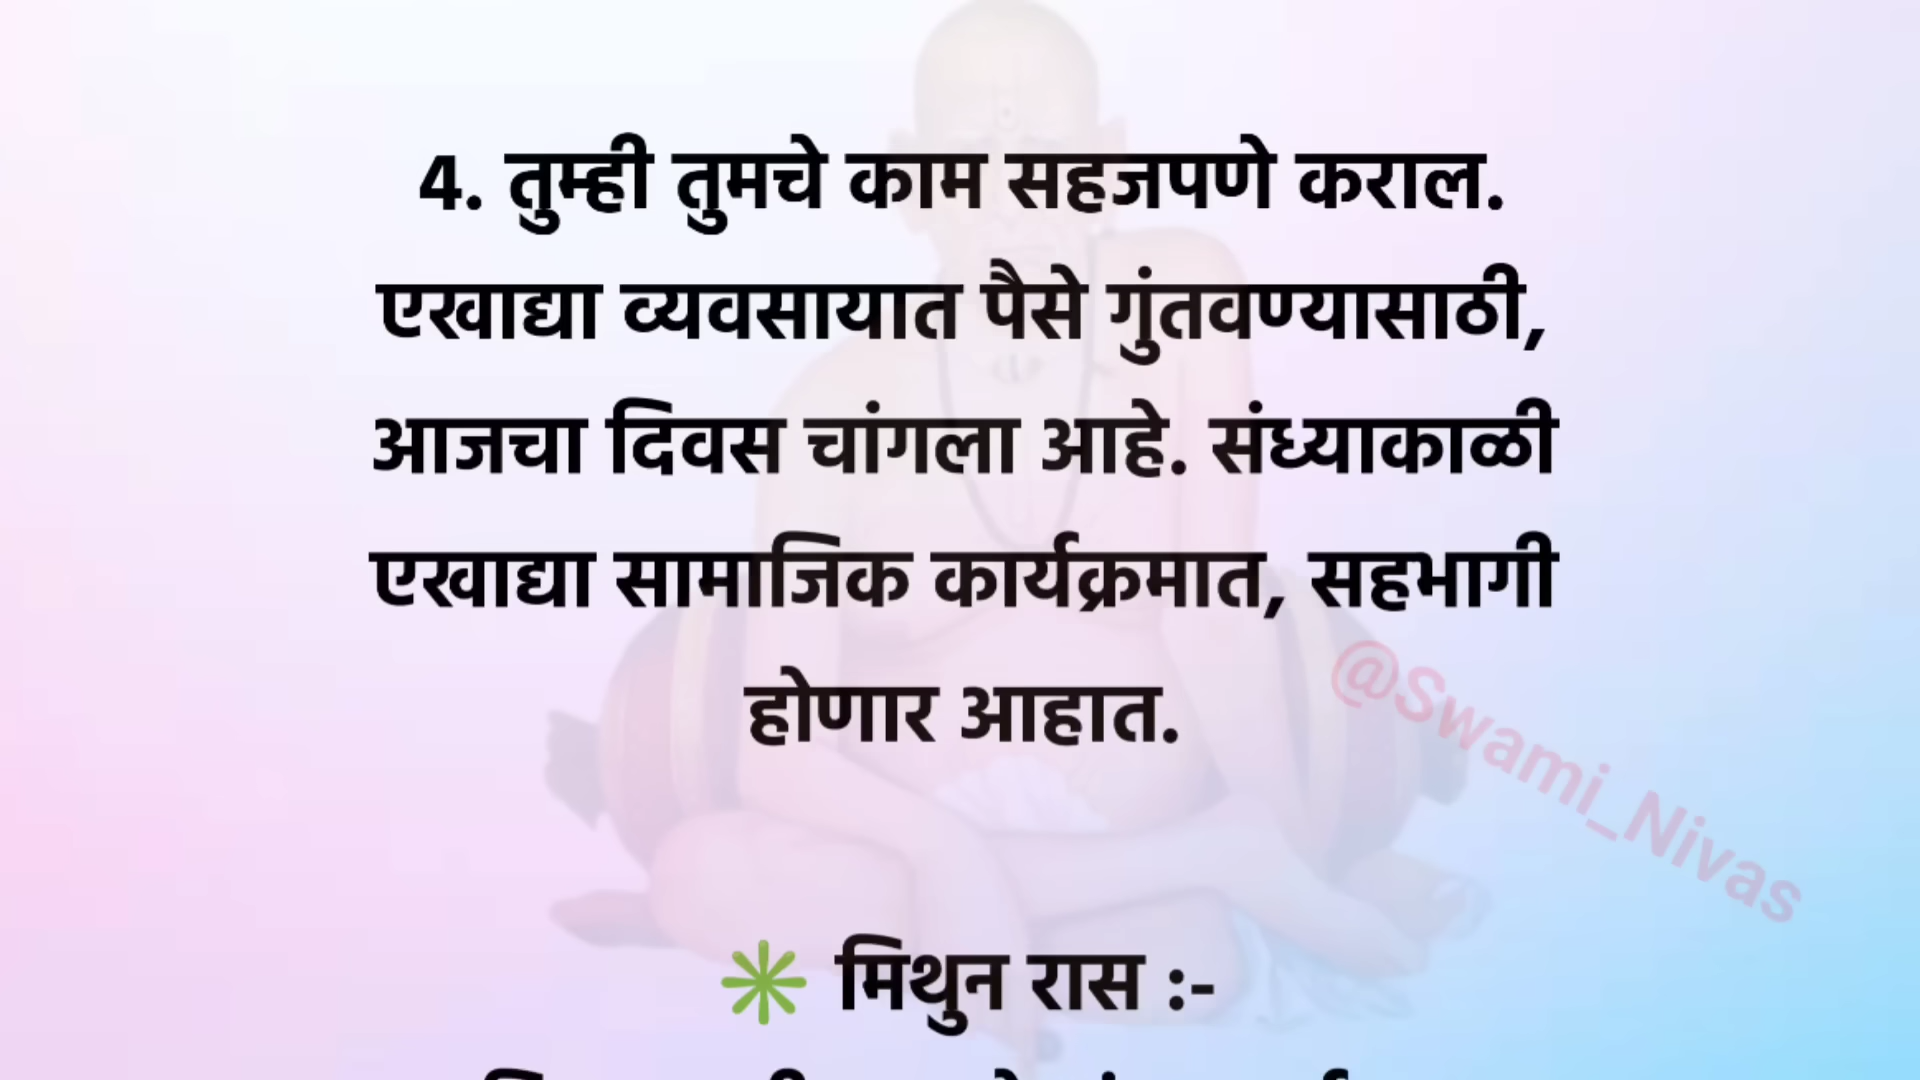 4. तुम्ही तुमचे काम सहजपणे कराल.
एखाद्या व्यवसायात पैसे गुंतवण्यासाठी,
आजचा दिवस चांगला आहे. संध्याकाळी
एखाद्या सामाजिक कार्यक्रमात, सहभागी
होणार आहात.
@Swami_Nivas
✳️ मिथुन रास :-